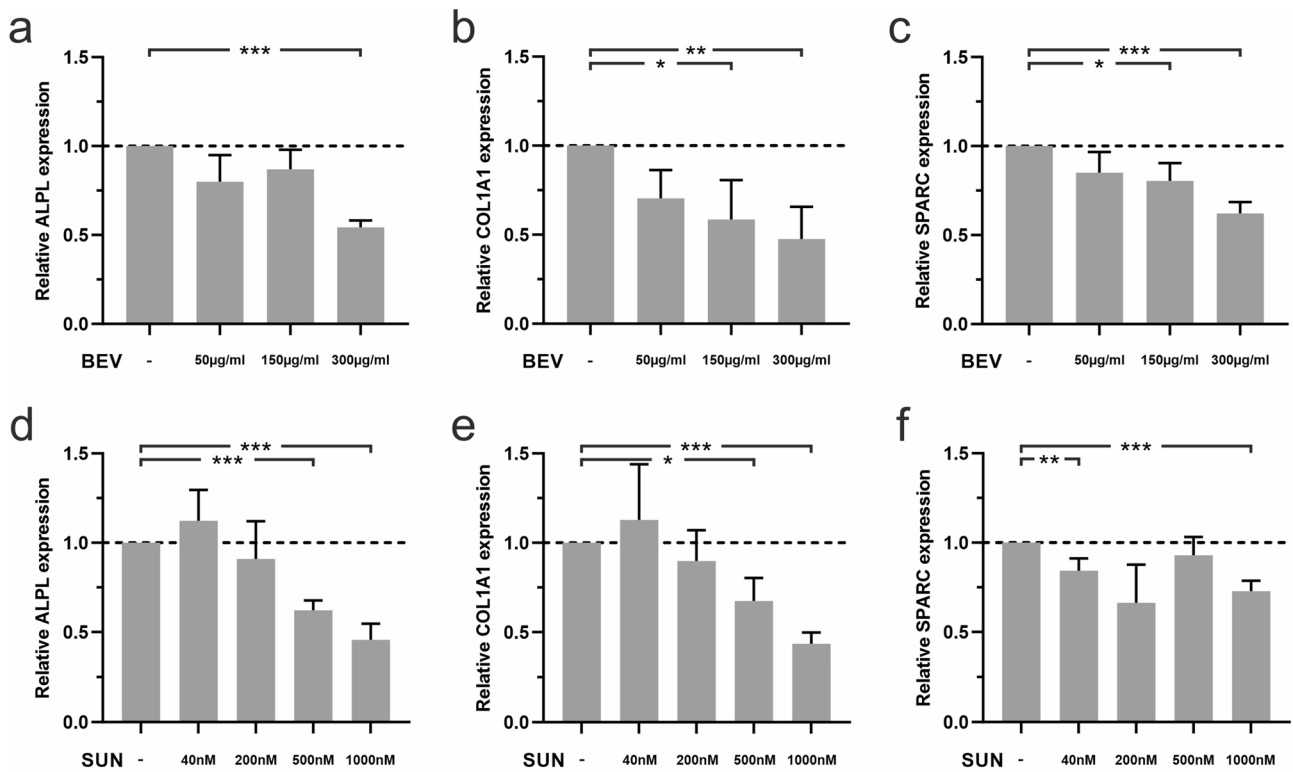 a
***
Relative ALPL expression
1.5
1.0
0.5
0.0
BEV - 50µg/ml 150µg/ml 300µg/ml
b
**
*
Relative COL1A1 expression
1.5
1.0
0.5
0.0
BEV - 50µg/ml 150µg/ml 300µg/ml
c
***
*
Relative SPARC expression
1.5
1.0
0.5
0.0
BEV - 50µg/ml 150µg/ml 300µg/ml
d
***
***
Relative ALPL expression
1.5
1.0
0.5
0.0
SUN - 40nM 200nM 500nM 1000nM
e
***
*
Relative COL1A1 expression
1.5
1.0
0.5
0.0
SUN - 40nM 200nM 500nM 1000nM
f
***
**
Relative SPARC expression
1.5
1.0
0.5
0.0
SUN - 40nM 200nM 500nM 1000nM